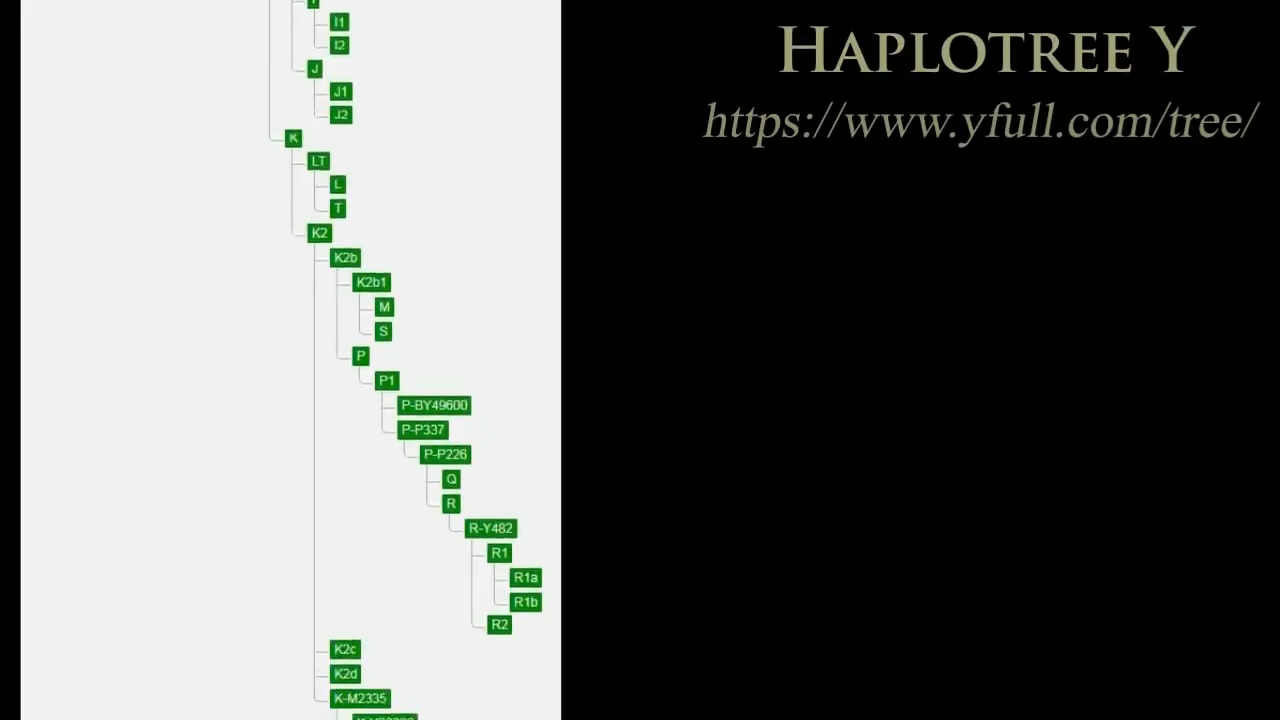 HAPLOTREE Y
https://www.yfull.com/tree/
I1
I2
J
J1
J2
K
LT
L
T
K2
K2b
K2b1
M
S
P
P1
P-BY49600
P-P337
P-P226
Q
R
R-Y482
R1
R1a
R1b
R2
K2c
K2d
K-M2335